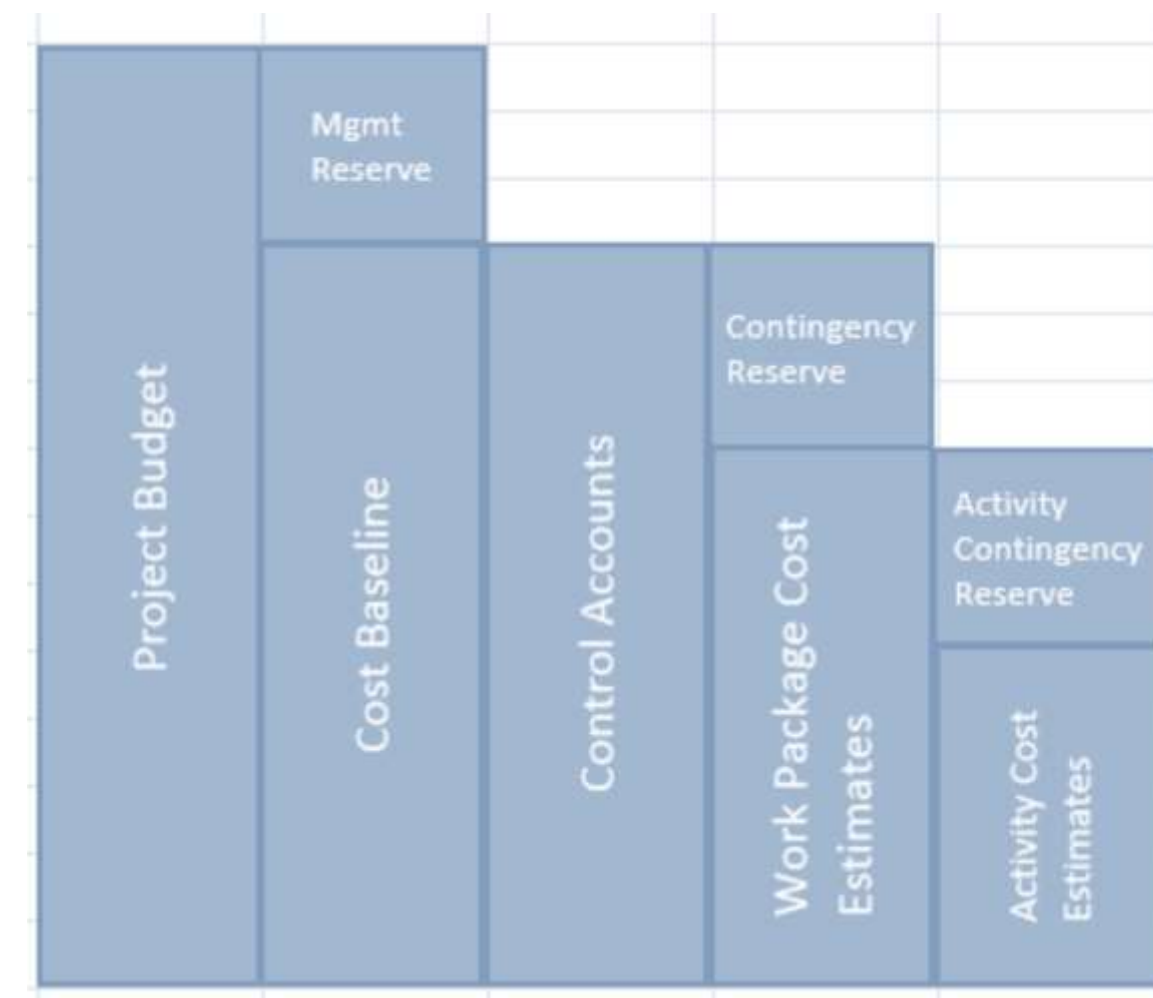 Project Budget
Mgmt
Reserve
Cost Baseline
Control Accounts
Contingency
Reserve
Work Package Cost
Estimates
Activity
Contingency
Reserve
Activity Cost
Estimates